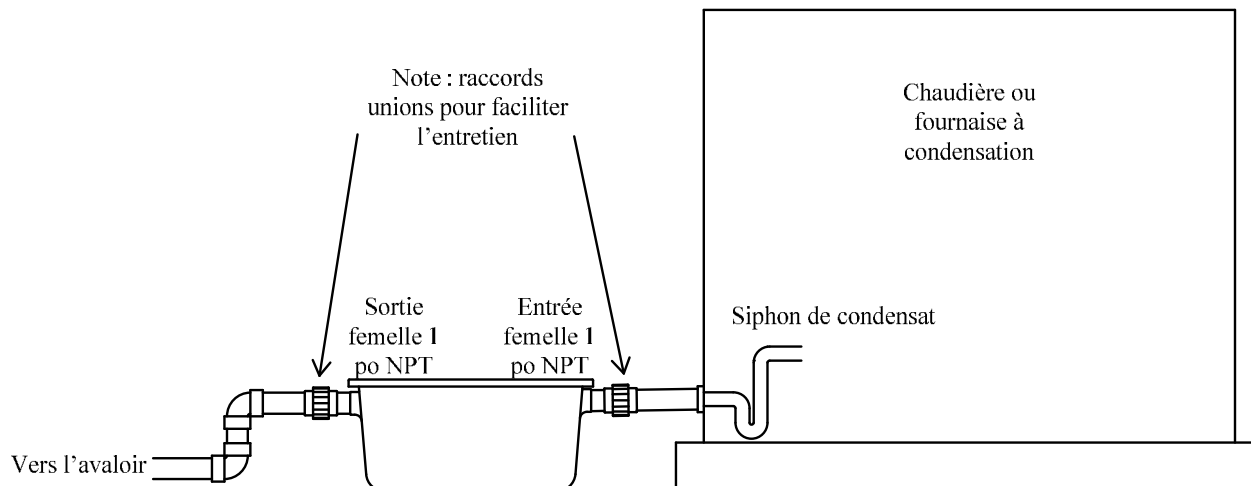 Note : raccords
unions pour faciliter
l’entretien
Chaudière ou
fournaise à
condensation
Sortie
femelle 1
po NPT
Entrée
femelle 1
po NPT
Siphon de condensat
Vers l’avaloir